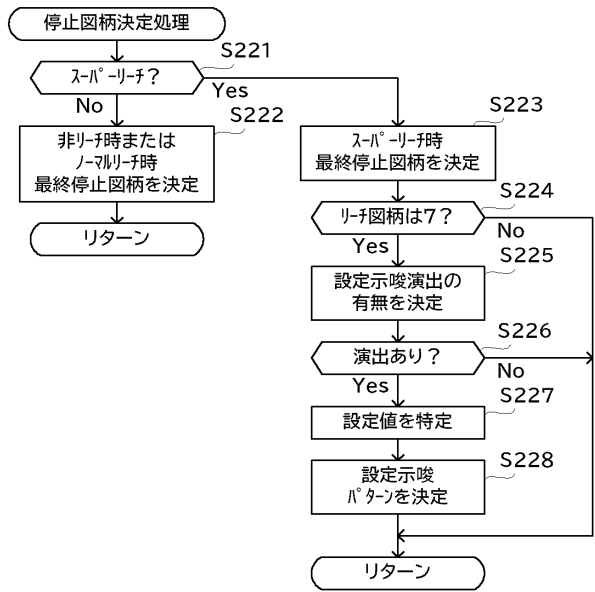 停止図柄決定処理
S221
ｽｰﾊﾟｰﾘｰﾁ？
Yes
No
S222
非ﾘｰﾁ時または
ﾉｰﾏﾙﾘｰﾁ時
最終停止図柄を決定
リターン
S223
ｽｰﾊﾟｰﾘｰﾁ時
最終停止図柄を決定
S224
ﾘｰﾁ図柄は7？
No
Yes
S225
設定示唆演出の
有無を決定
S226
演出あり？
No
Yes
S227
設定値を特定
S228
設定示唆
ﾊﾟﾀｰﾝを決定
リターン